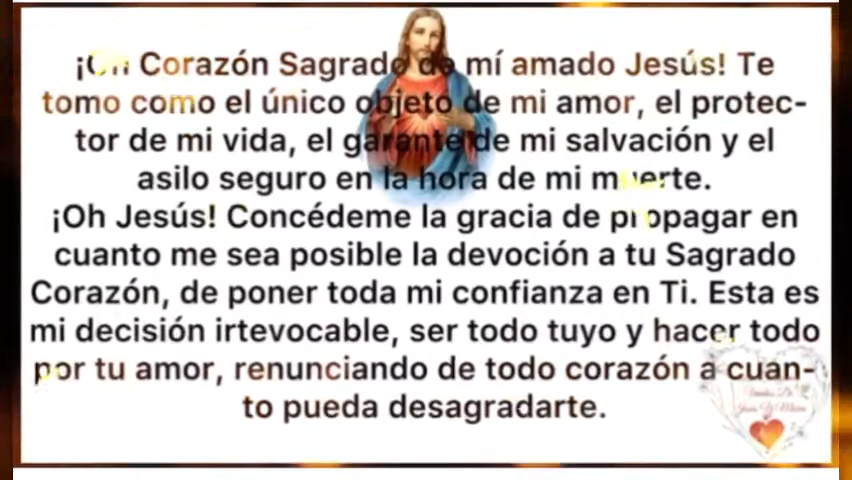 ¡Oh Corazón Sagrado de mí amado Jesús! Te
tomo como el único objeto de mi amor, el protec-
tor de mi vida, el garante de mi salvación y el
asilo seguro en la hora de mi muerte.
¡Oh Jesús! Concédeme la gracia de propagar en
cuanto me sea posible la devoción a tu Sagrado
Corazón, de poner toda mi confianza en Ti. Esta es
mi decisión irtevocable, ser todo tuyo y hacer todo
por tu amor, renunciando de todo corazón a cuan-
to pueda desagradarte.